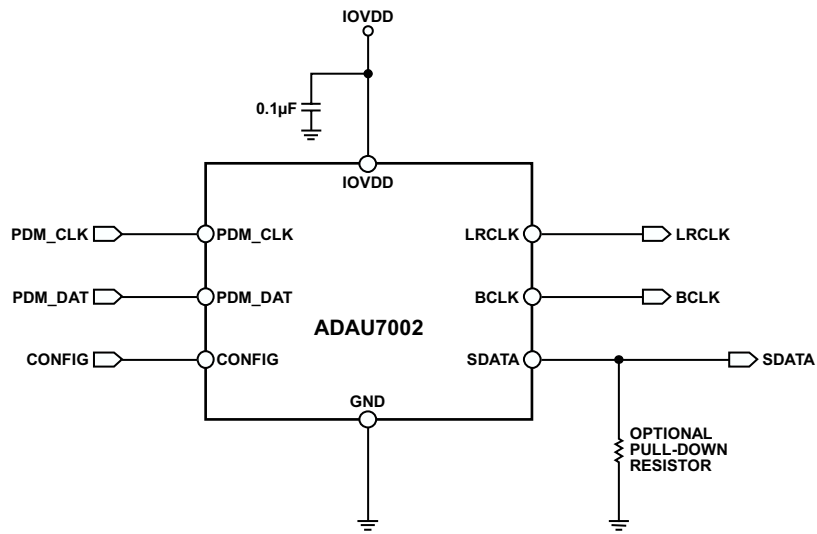 IOVDD
0.1µF
IOVDD
PDM_CLK
PDM_CLK
LRCLK
LRCLK
PDM_DAT
PDM_DAT
BCLK
BCLK
ADAU7002
CONFIG
CONFIG
SDATA
SDATA
GND
OPTIONAL
PULL-DOWN
RESISTOR